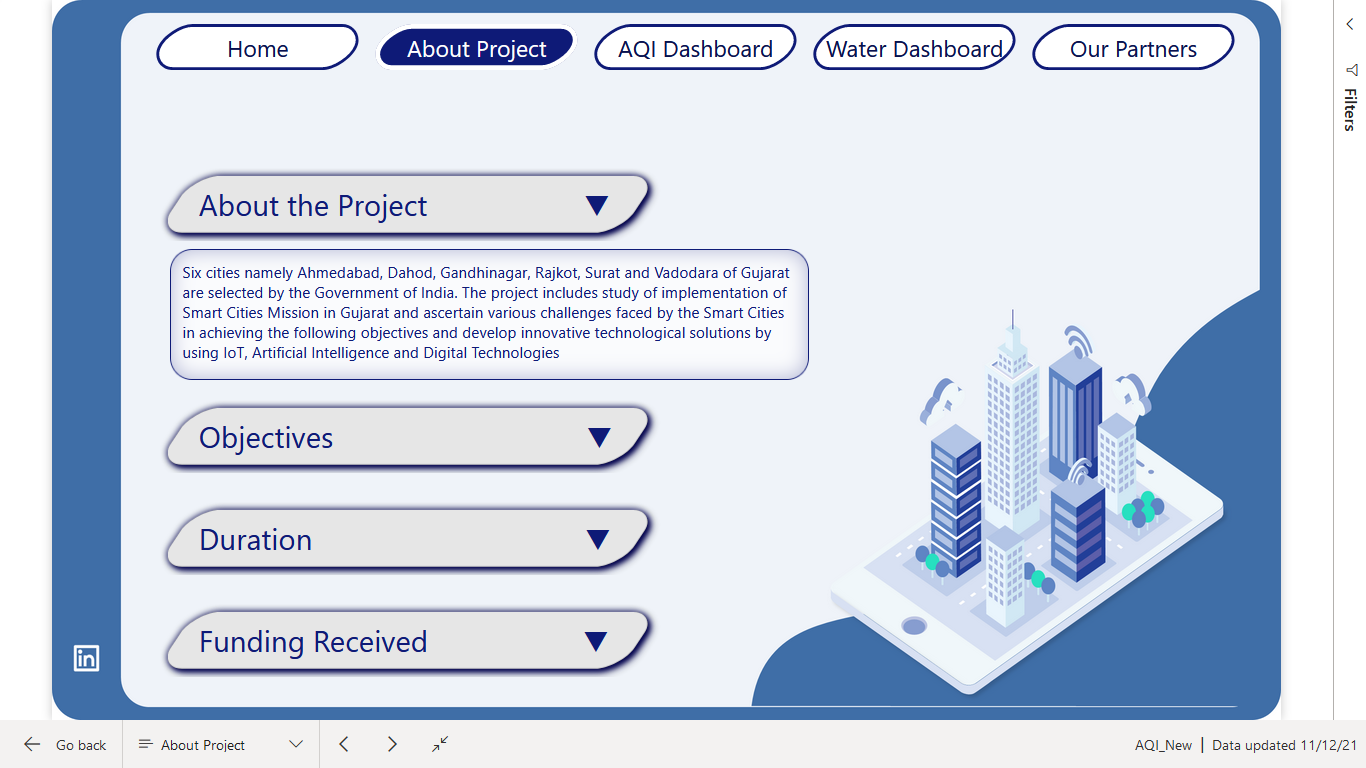 Home
About Project
AQI Dashboard
Water Dashboard
Our Partners
Filters
About the Project
Six cities namely Ahmedabad, Dahod, Gandhinagar, Rajkot, Surat and Vadodara of Gujarat
are selected by the Government of India. The project includes study of implementation of
Smart Cities Mission in Gujarat and ascertain various challenges faced by the Smart Cities
in achieving the following objectives and develop innovative technological solutions by
using IoT, Artificial Intelligence and Digital Technologies
Objectives
Duration
Funding Received
in
Go back
About Project
AQI_New | Data updated 11/12/21